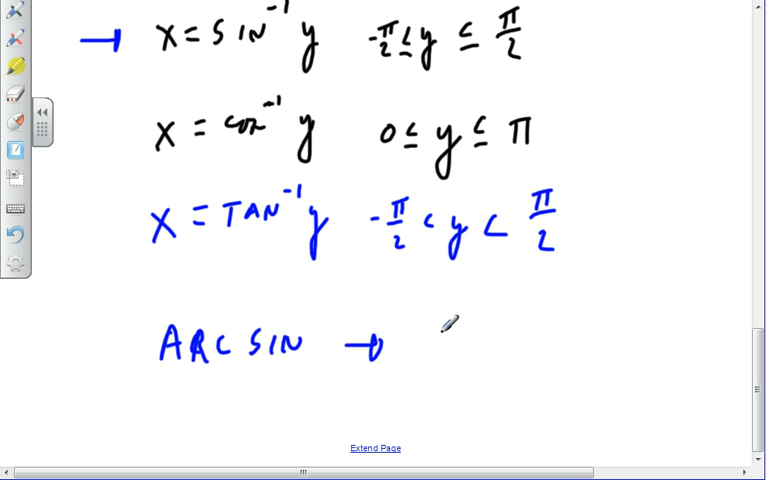 → x = SIN⁻¹ y -π/2 ≤ y ≤ π/2
x = cos⁻¹ y 0 ≤ y ≤ π
x = TAN⁻¹ y -π/2 < y < π/2
ARC SIN →
Extend Page